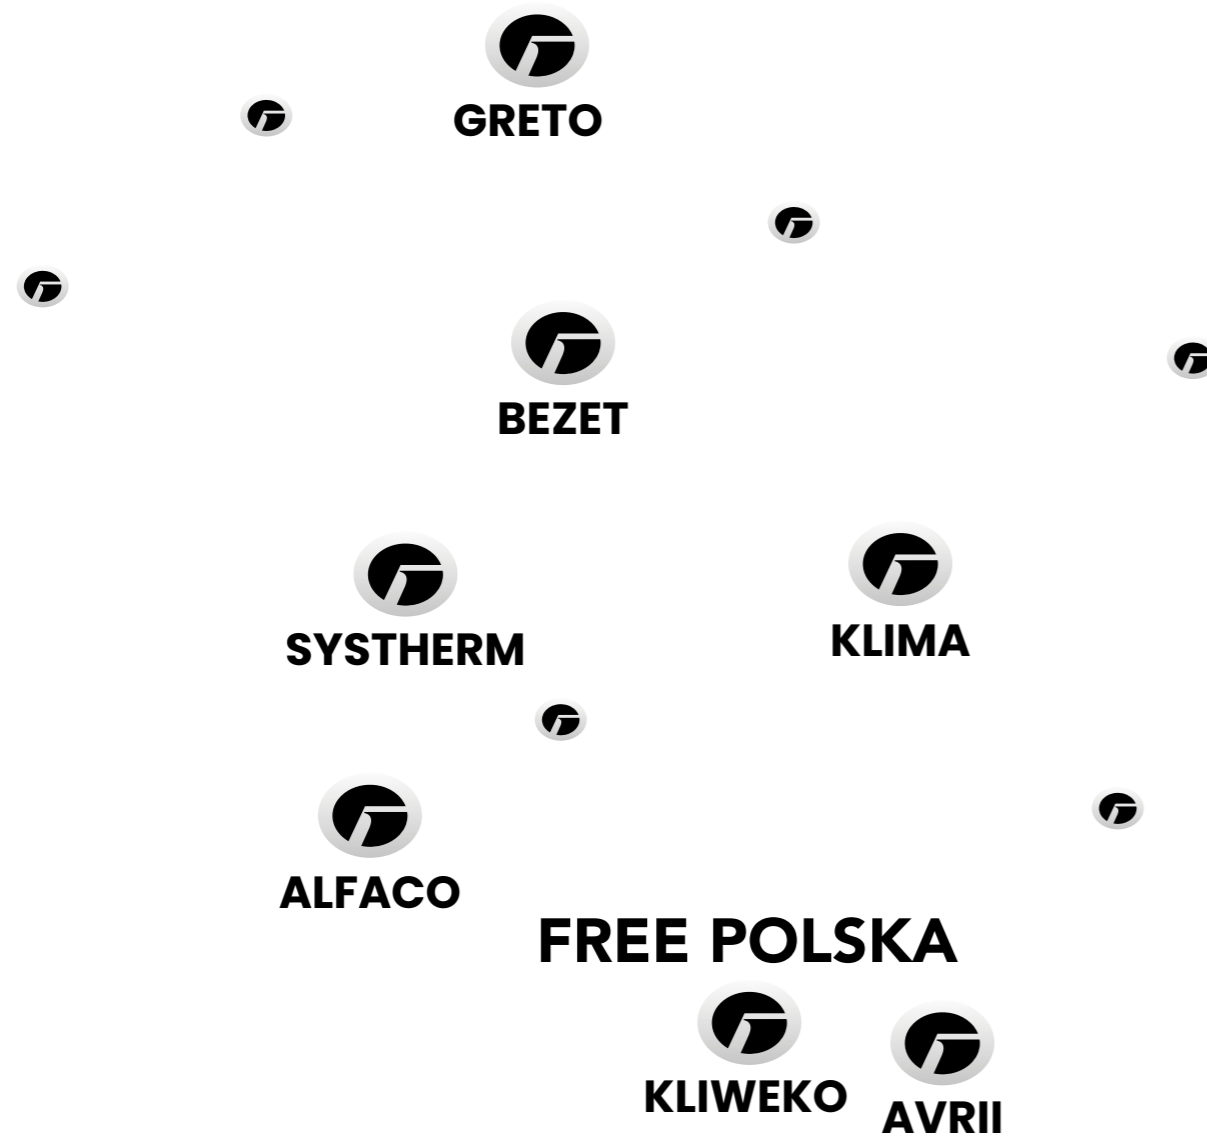 GRETO
BEZET
KLIMA
SYSTHERM
ALFACO
FREE POLSKA
KLIWEKO
AVRII